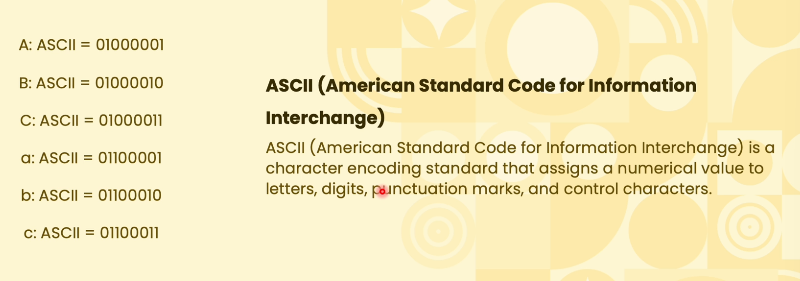 A: ASCII = 01000001
B: ASCII = 01000010
C: ASCII = 01000011
a: ASCII = 01100001
b: ASCII = 01100010
c: ASCII = 01100011
ASCII (American Standard Code for Information
Interchange)
ASCII (American Standard Code for Information Interchange) is a
character encoding standard that assigns a numerical value to
letters, digits, punctuation marks, and control characters.